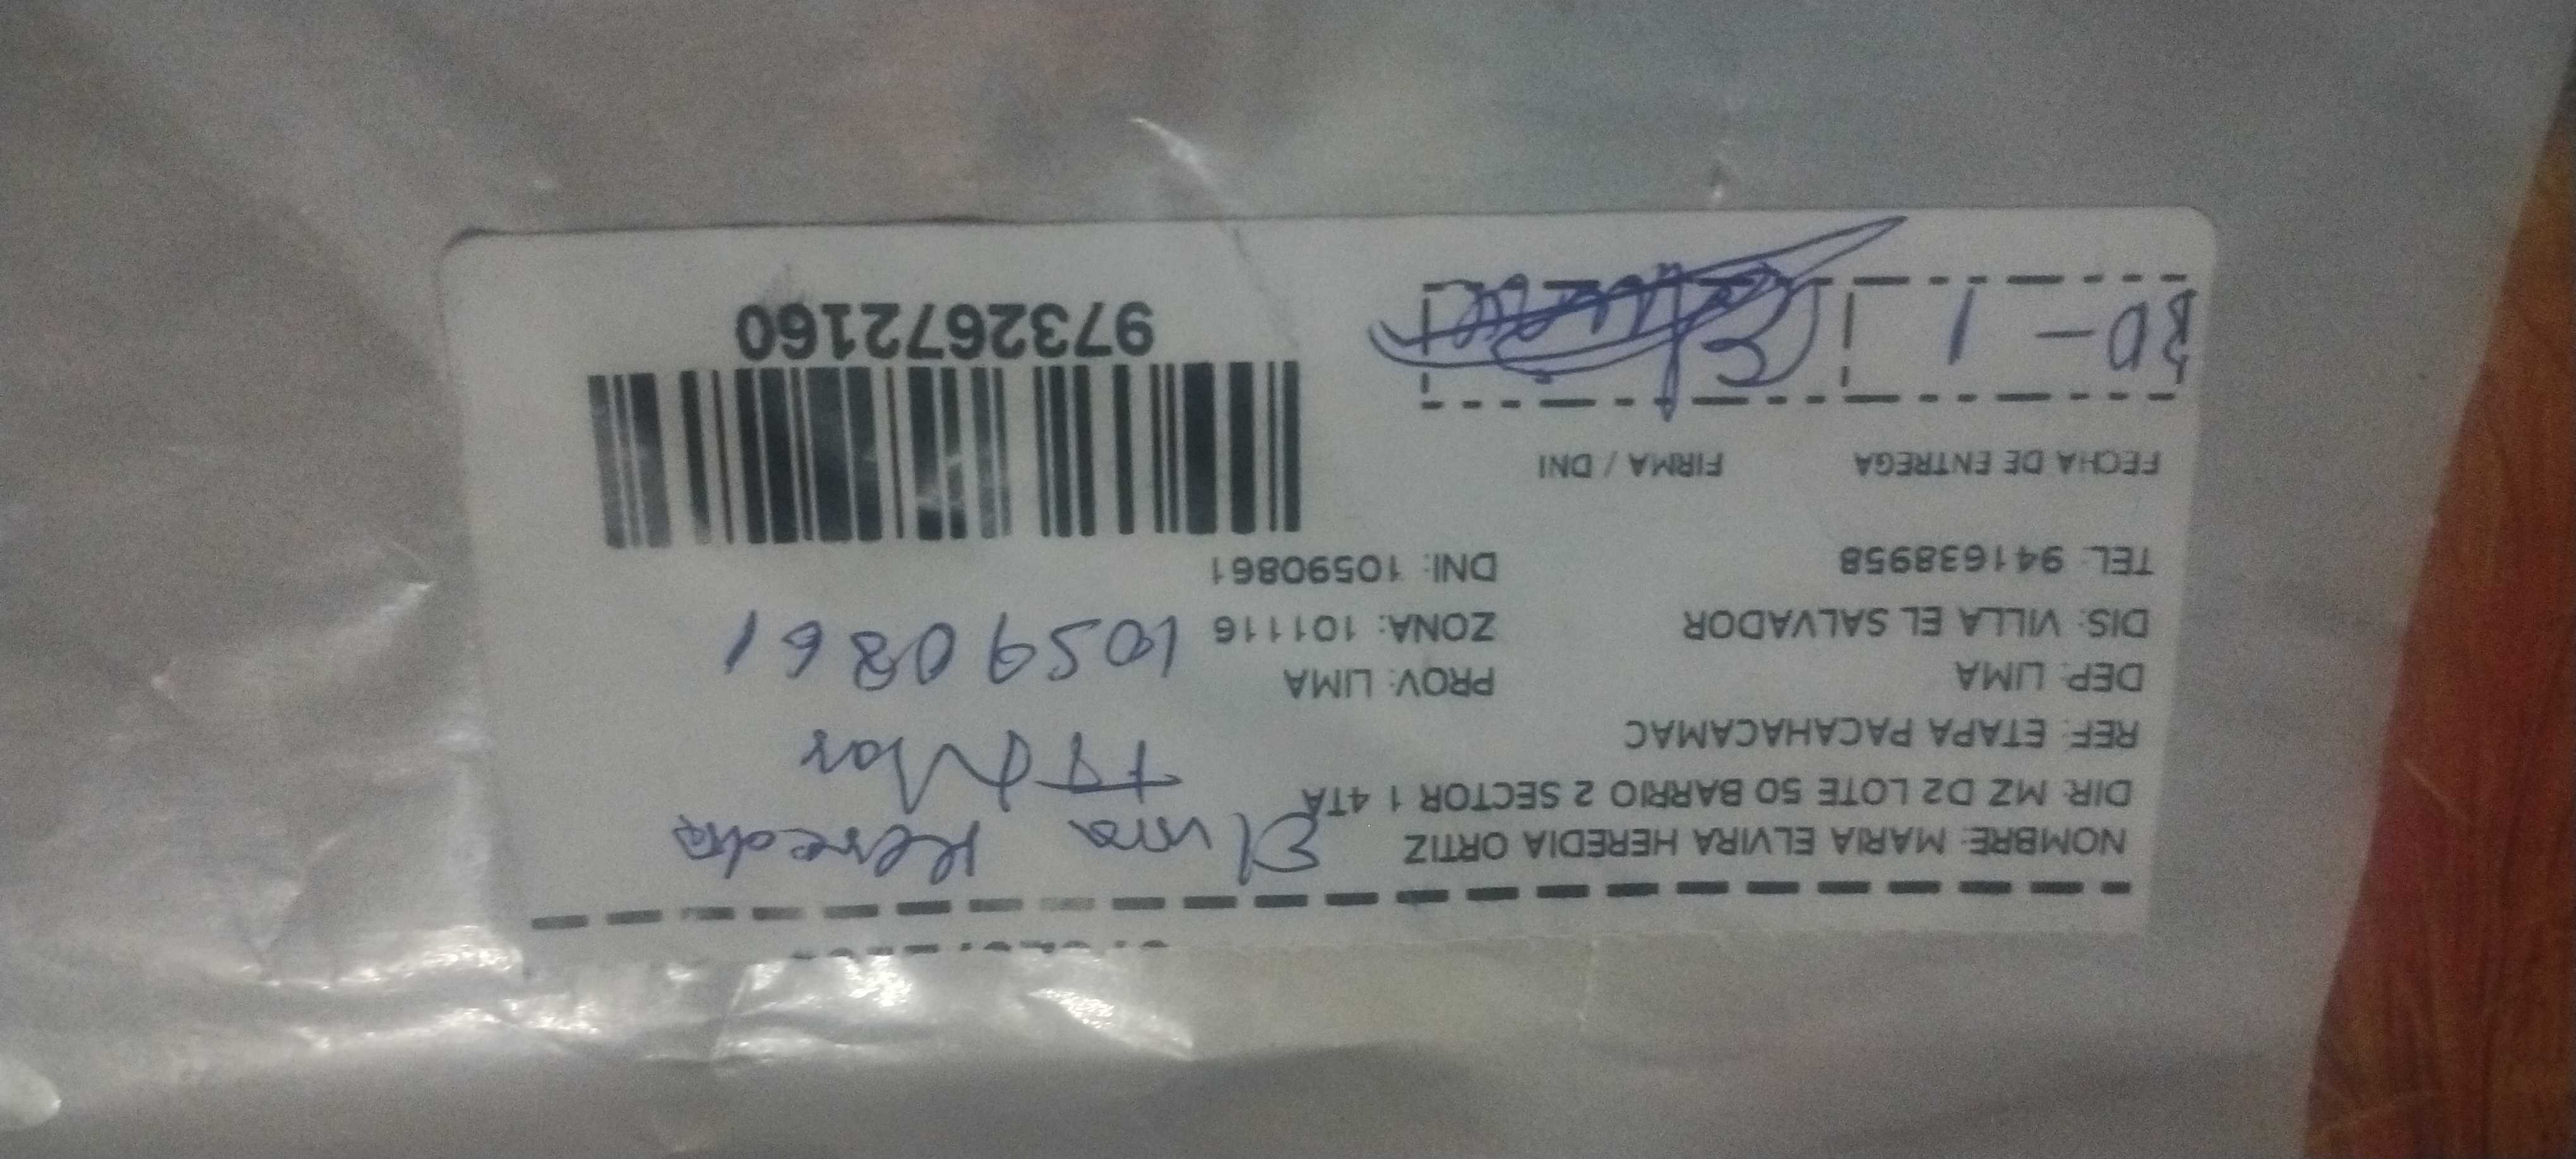 NOMBRE: MARIA ELVIRA HEREDIA ORTIZ Elvira Heredia
DIR: MZ D2 LOTE 50 BARRIO 2 SECTOR 1 4TA
REF: ETAPA PACAHACAMAC
DEP: LIMA PROV: LIMA
DIS: VILLA EL SALVADOR ZONA: 101116 10590861
TEL: 941638958 DNI: 10590861
FECHA DE ENTREGA FIRMA / DNI
30-1
9732672160